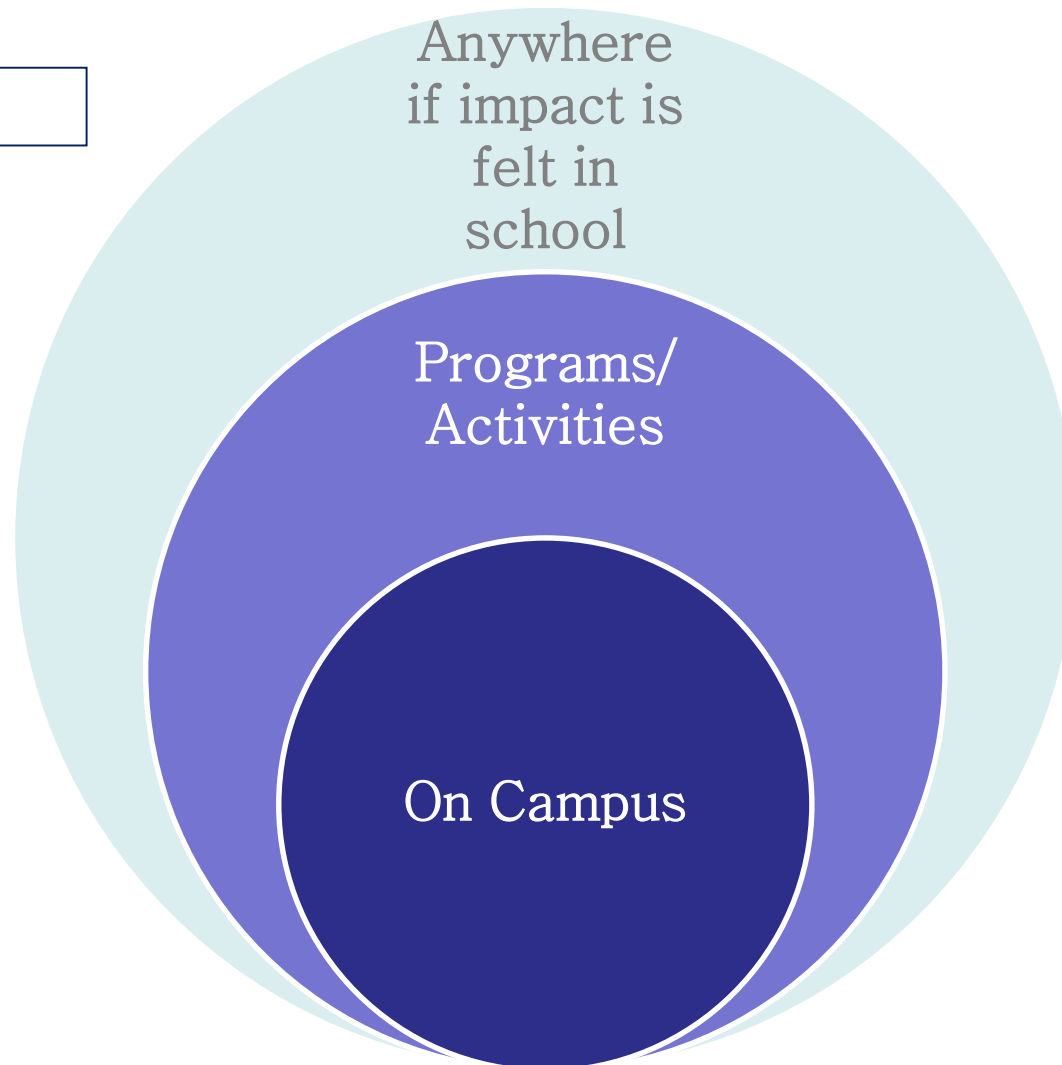 Anywhere
if impact is
felt in
school
Programs/
Activities
On Campus